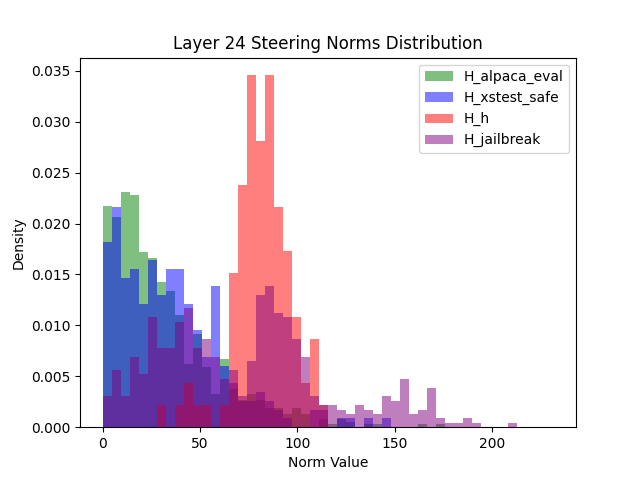 Layer 24 Steering Norms Distribution
H_alpaca_eval
H_xstest_safe
H_h
H_jailbreak
0.035
0.030
0.025
0.020
0.015
0.010
0.005
0.000
Density
0 50 100 150 200
Norm Value